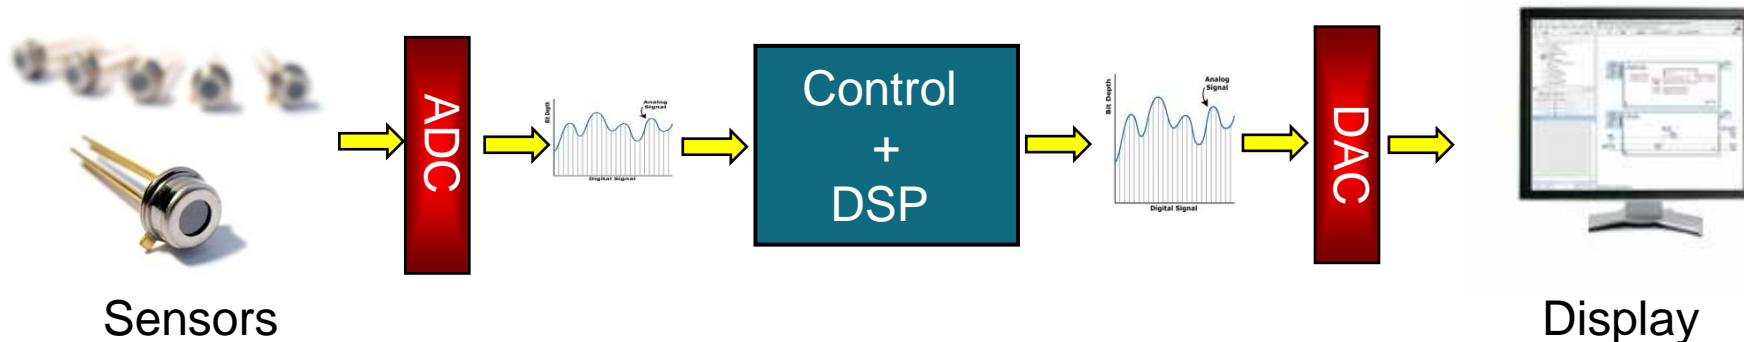 Sensors
ADC
Bit Depth
Analog
Signal
Digital Signal
Control
+
DSP
Bit Depth
Analog
Signal
Digital Signal
DAC
Display